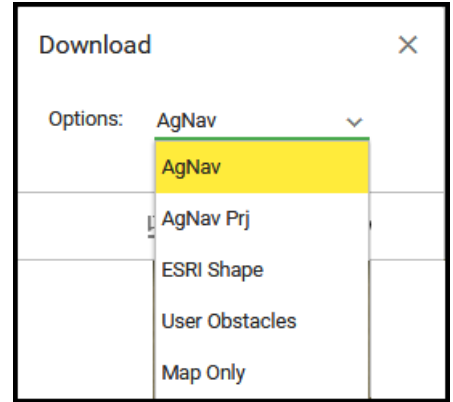 Download
Options: AgNav
AgNav
AgNav Prj
ESRI Shape
User Obstacles
Map Only